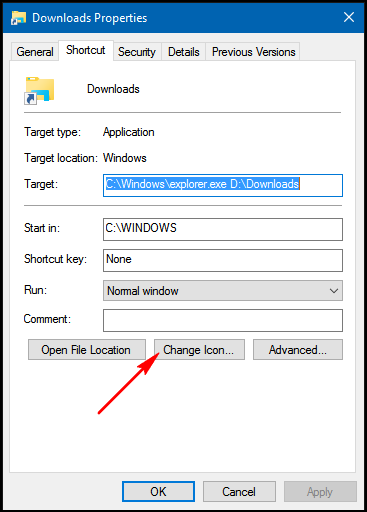 Downloads Properties
General Shortcut Security Details Previous Versions
Downloads
Target type: Application
Target location: Windows
Target: C:\Windows\explorer.exe D:\Downloads
Start in: C:\WINDOWS
Shortcut key: None
Run: Normal window
Comment:
Open File Location Change Icon... Advanced...
OK Cancel Apply